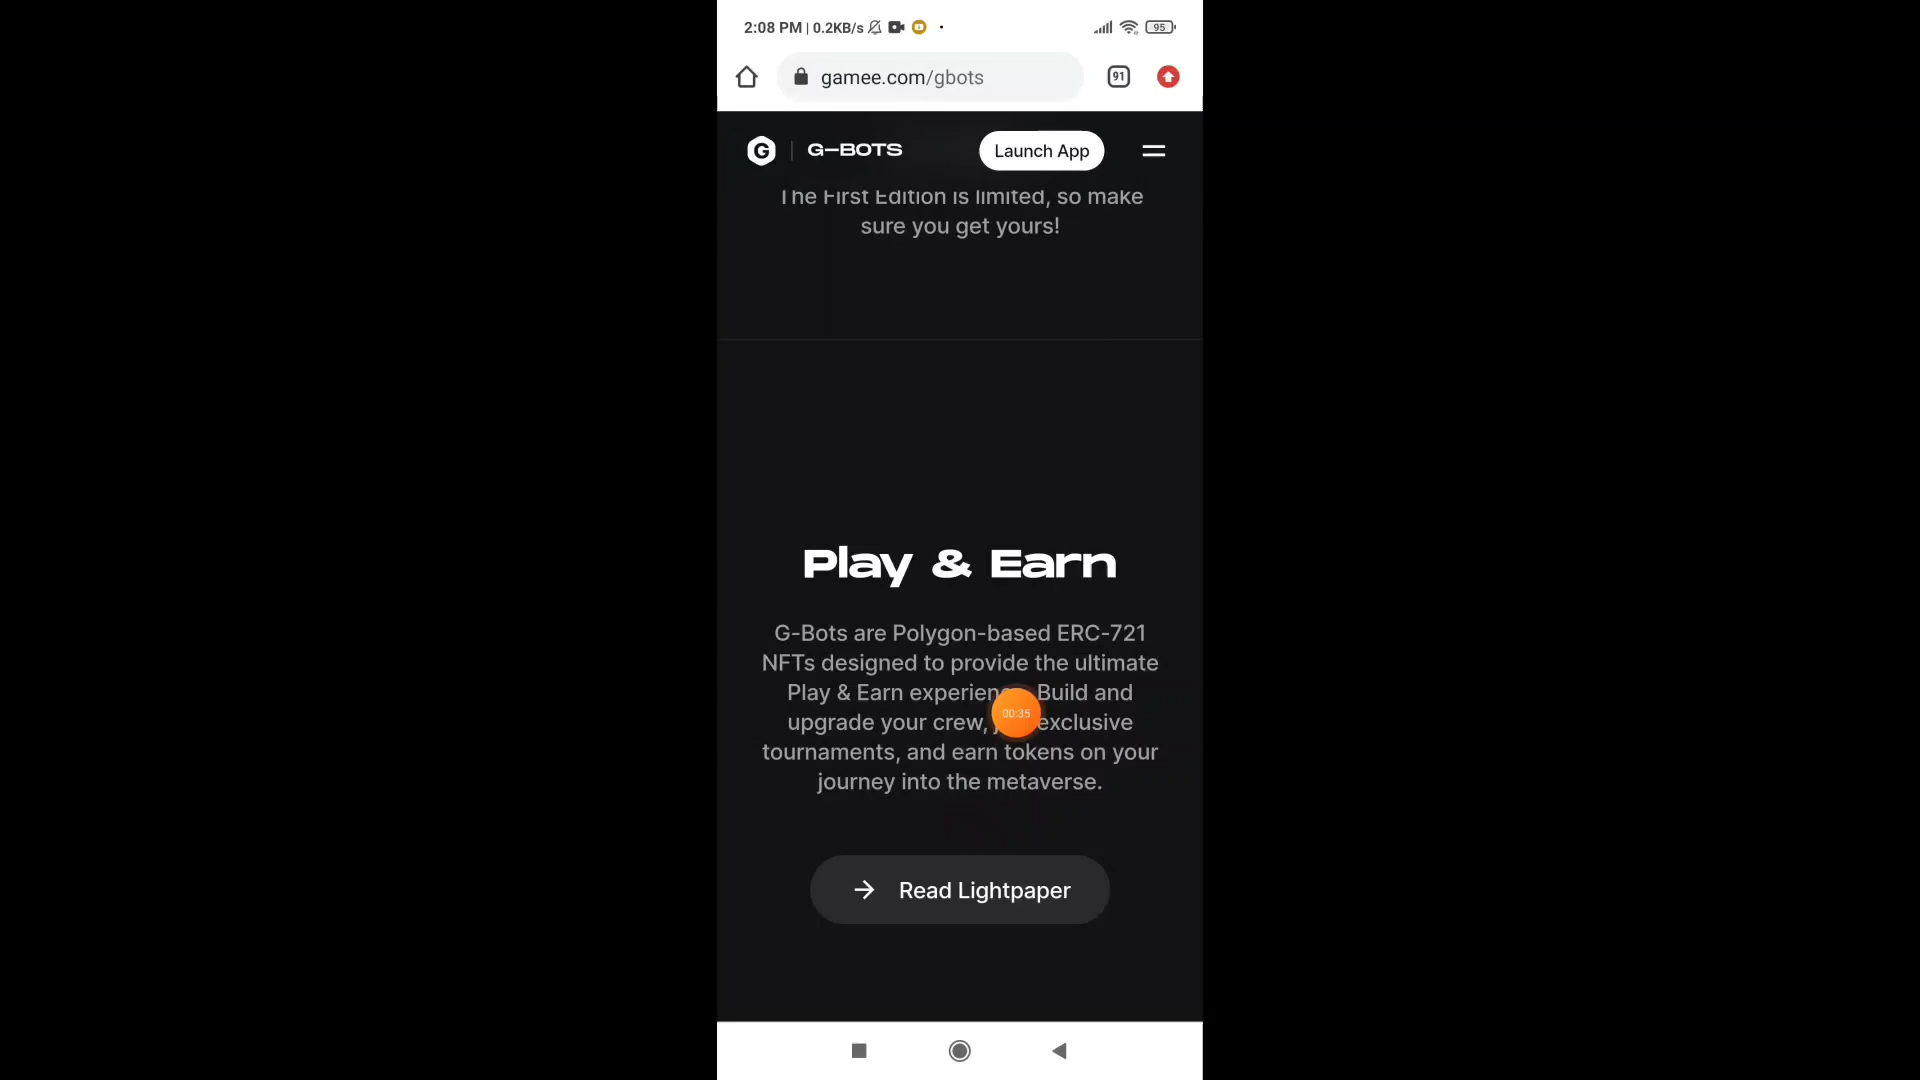 2:08 PM | 0.2KB/s
95
gamee.com/gbots
91
G
G-BOTS
Launch App
The First Edition is limited, so make
sure you get yours!
Play & Earn
G-Bots are Polygon-based ERC-721
NFTs designed to provide the ultimate
Play & Earn experienc Build and
00:35
upgrade your crew, exclusive
tournaments, and earn tokens on your
journey into the metaverse.
Read Lightpaper